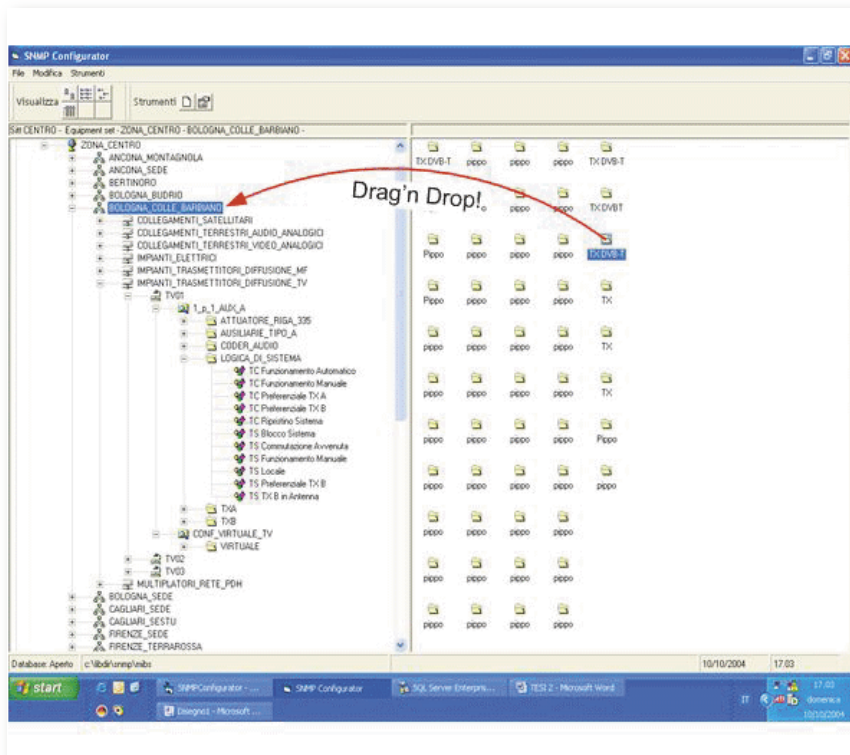 SNMP Configurator
File Modifica Strumenti
Visualizza
Strumenti
Siti CENTRO - Equipment set - ZONA_CENTRO - BOLOGNA_COLLE_BARBIANO -
ZONA_CENTRO
ANCONA_MONTAGNOLA
ANCONA_SEDE
BERTINORO
BOLOGNA_BUDRIO
BOLOGNA_COLLE_BARBIANO
COLLEGAMENTI_SATELLITARI
COLLEGAMENTI_TERRESTRI_AUDIO_ANALOGICI
COLLEGAMENTI_TERRESTRI_VIDEO_ANALOGICI
IMPIANTI_ELETTRICI
IMPIANTI_TRASMETTITORI_DIFFUSIONE_MF
IMPIANTI_TRASMETTITORI_DIFFUSIONE_TV
TV01
1_p_1_AUX_A
ATTUATORE_RIGA_335
AUSILIARIE_TIPO_A
CODER_AUDIO
LOGICA_DI_SISTEMA
TC Funzionamento Automatico
TC Funzionamento Manuale
TC Preferenziale TX A
TC Preferenziale TX B
TC Ripristino Sistema
TS Blocco Sistema
TS Commutazione Avvenuta
TS Funzionamento Manuale
TS Locale
TS Preferenziale TX B
TS TX B in Antenna
TXA
TXB
CONF_VIRTUALE_TV
VIRTUALE
TV02
TV03
MULTIPLATORI_RETE_PDH
BOLOGNA_SEDE
CAGLIARI_SEDE
CAGLIARI_SESTU
FIRENZE_SEDE
FIRENZE_TERRAROSSA
TX DVB-T pippo pippo pippo TX DVB-T
Drag'n Drop!
pippo pippo TX DVBT
Pippo pippo pippo pippo TX DVB-T
Pippo pippo pippo pippo TX
pippo pippo pippo pippo TX
pippo pippo pippo pippo TX
pippo pippo pippo pippo Pippo
pippo pippo pippo pippo pippo
pippo pippo pippo pippo
pippo pippo pippo pippo
pippo pippo pippo pippo
Database: Aperto c:\libdir\snmp\mibs 10/10/2004 17.03
start
SNMPConfigurator - ...
SNMP Configurator
SQL Server Enterpris...
TESI 2 - Microsoft Word
Disegno1 - Microsoft ...
IT
17.03
domenica
10/10/2004